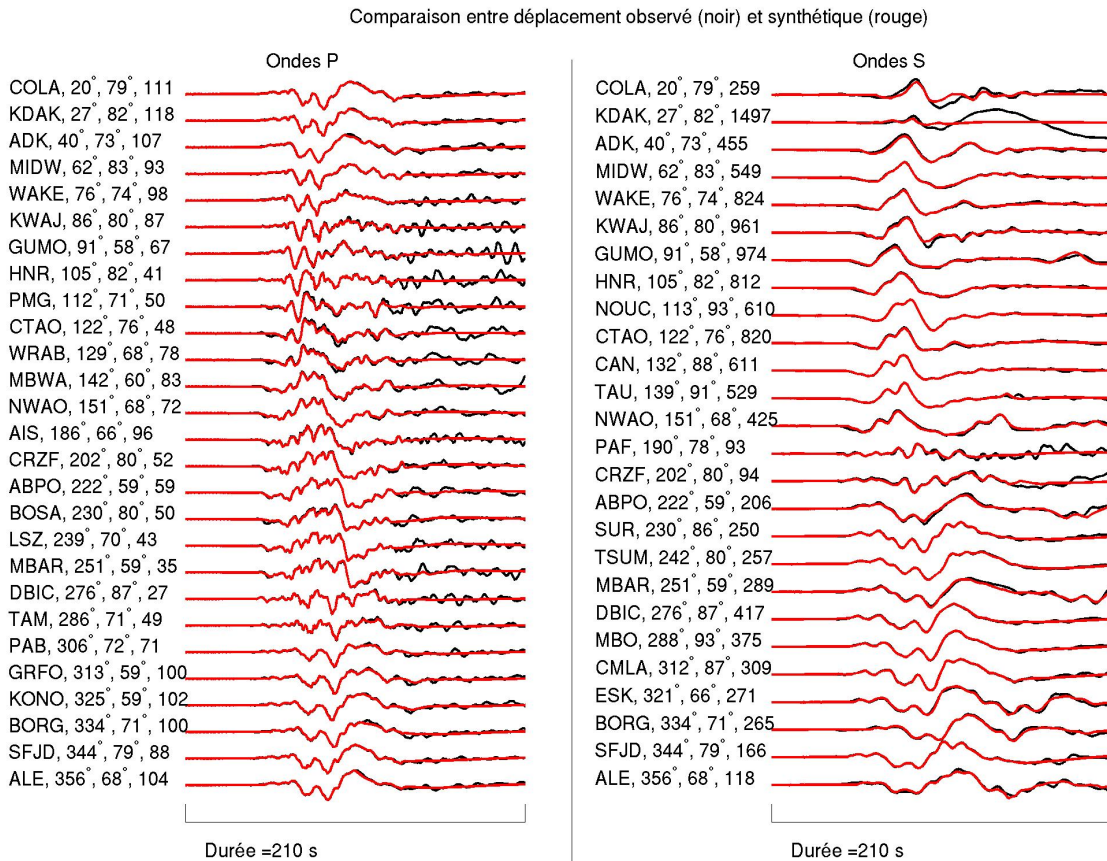 Comparaison entre déplacement observé (noir) et synthétique (rouge)
Ondes P
COLA, 20°, 79°, 111
KDAK, 27°, 82°, 118
ADK, 40°, 73°, 107
MIDW, 62°, 83°, 93
WAKE, 76°, 74°, 98
KWAJ, 86°, 80°, 87
GUMO, 91°, 58°, 67
HNR, 105°, 82°, 41
PMG, 112°, 71°, 50
CTAO, 122°, 76°, 48
WRAB, 129°, 68°, 78
MBWA, 142°, 60°, 83
NWAO, 151°, 68°, 72
AIS, 186°, 66°, 96
CRZF, 202°, 80°, 52
ABPO, 222°, 59°, 59
BOSA, 230°, 80°, 50
LSZ, 239°, 70°, 43
MBAR, 251°, 59°, 35
DBIC, 276°, 87°, 27
TAM, 286°, 71°, 49
PAB, 306°, 72°, 71
GRFO, 313°, 59°, 100
KONO, 325°, 59°, 102
BORG, 334°, 71°, 100
SFJD, 344°, 79°, 88
ALE, 356°, 68°, 104
Durée =210 s
Ondes S
COLA, 20°, 79°, 259
KDAK, 27°, 82°, 1497
ADK, 40°, 73°, 455
MIDW, 62°, 83°, 549
WAKE, 76°, 74°, 824
KWAJ, 86°, 80°, 961
GUMO, 91°, 58°, 974
HNR, 105°, 82°, 812
NOUC, 113°, 93°, 610
CTAO, 122°, 76°, 820
CAN, 132°, 88°, 611
TAU, 139°, 91°, 529
NWAO, 151°, 68°, 425
PAF, 190°, 78°, 93
CRZF, 202°, 80°, 94
ABPO, 222°, 59°, 206
SUR, 230°, 86°, 250
TSUM, 242°, 80°, 257
MBAR, 251°, 59°, 289
DBIC, 276°, 87°, 417
MBO, 288°, 93°, 375
CMLA, 312°, 87°, 309
ESK, 321°, 66°, 271
BORG, 334°, 71°, 265
SFJD, 344°, 79°, 166
ALE, 356°, 68°, 118
Durée =210 s